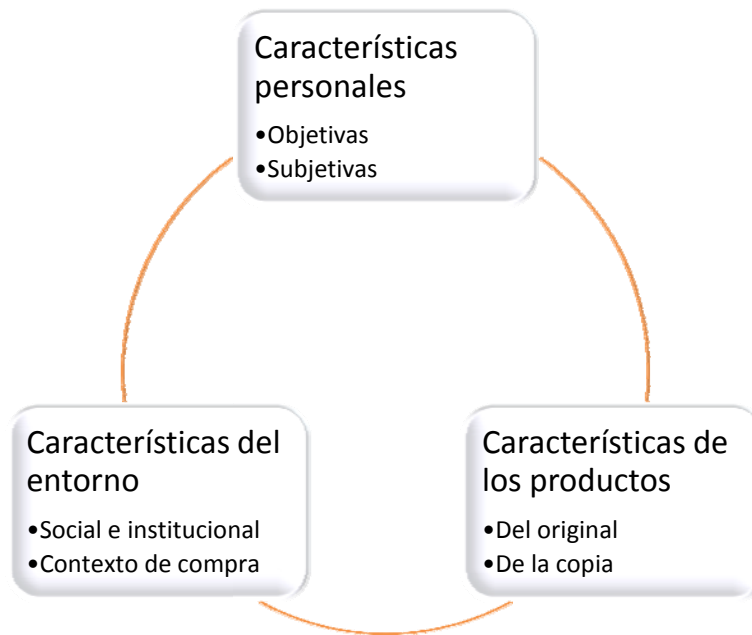 Características
personales
•Objetivas
•Subjetivas
Características del
entorno
•Social e institucional
•Contexto de compra
Características de
los productos
•Del original
•De la copia